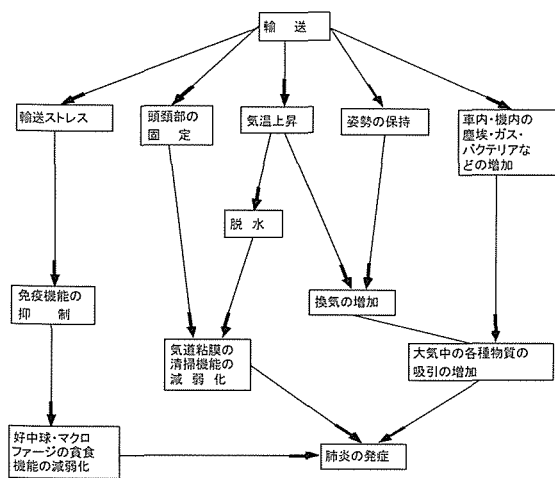 輸 送
輸送ストレス
頭頚部の
固 定
気温上昇
姿勢の保持
車内・機内の
塵埃・ガス・
バクテリアな
どの増加
脱 水
免疫機能の
抑 制
換気の増加
気道粘膜の
清掃機能の
減 弱 化
大気中の各種物質の
吸引の増加
好中球・マクロ
ファージの貪食
機能の減弱化
肺炎の発症